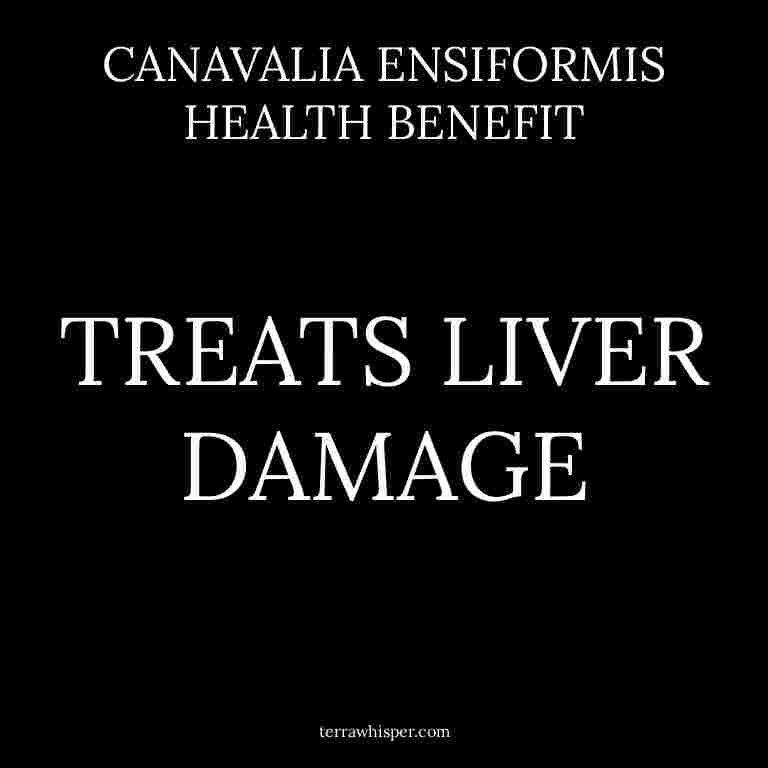 CANAVALIA ENSIFORMIS
HEALTH BENEFIT
TREATS LIVER
DAMAGE
terrawhisper.com